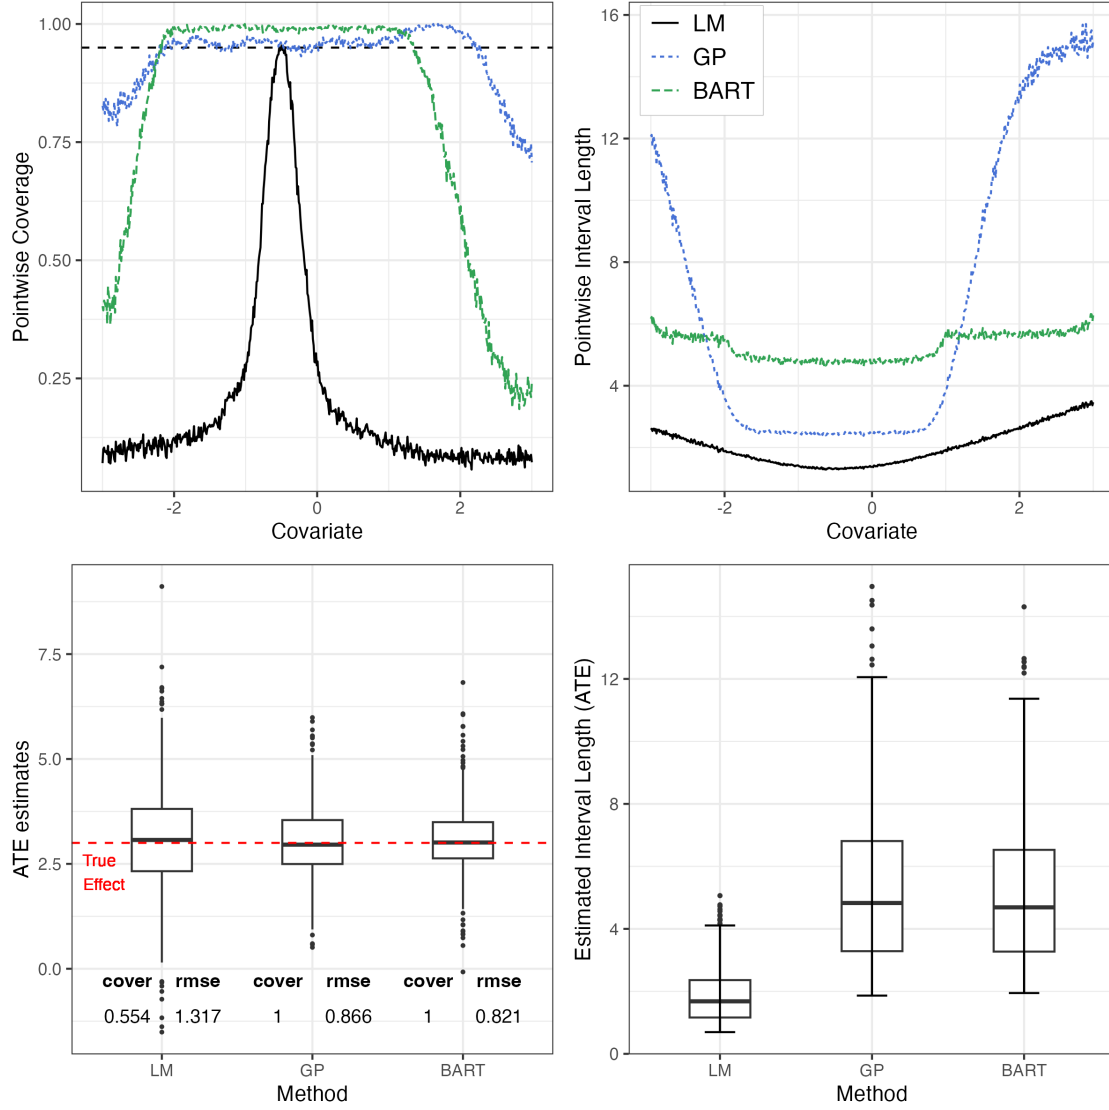 1.00
0.75
0.50
0.25
Pointwise Coverage
-2 0 2
Covariate
16
12
8
4
Pointwise Interval Length
LM
GP
BART
-2 0 2
Covariate
7.5
5.0
2.5
0.0
ATE estimates
True
Effect
cover rmse cover rmse cover rmse
0.554 1.317 1 0.866 1 0.821
LM GP BART
Method
12
8
4
0
Estimated Interval Length (ATE)
LM GP BART
Method